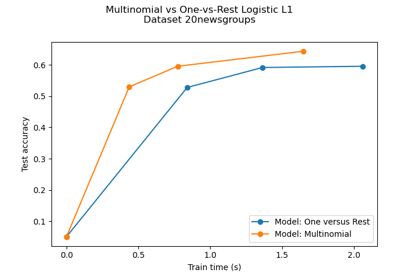 Multinomial vs One-vs-Rest Logistic L1
Dataset 20newsgroups
0.6
0.5
0.4
0.3
0.2
0.1
Test accuracy
Model: One versus Rest
Model: Multinomial
0.0 0.5 1.0 1.5 2.0
Train time (s)